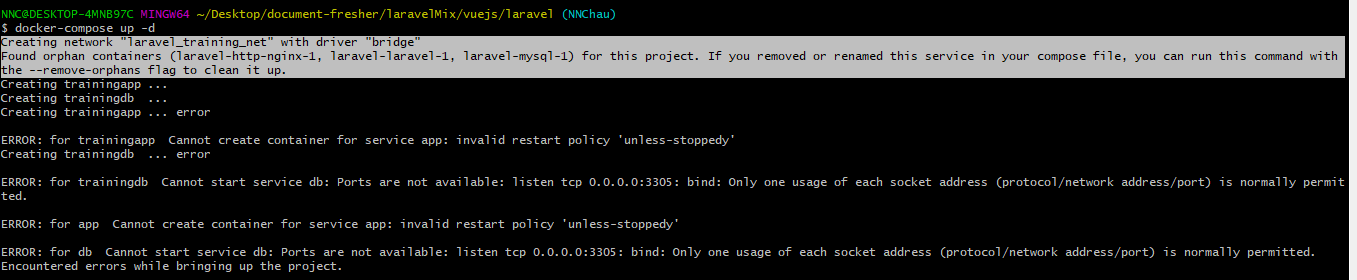 NNC@DESKTOP-4MNB97C MINGW64 ~/Desktop/document-fresher/laravelMix/vuejs/laravel (NNChau)
$ docker-compose up -d
Creating network "laravel_training_net" with driver "bridge"
Found orphan containers (laravel-http-nginx-1, laravel-laravel-1, laravel-mysql-1) for this project. If you removed or renamed this service in your compose file, you can run this command with
the --remove-orphans flag to clean it up.
Creating trainingapp ...
Creating trainingdb  ...
Creating trainingapp ... error

ERROR: for trainingapp  Cannot create container for service app: invalid restart policy 'unless-stoppedy'
Creating trainingdb  ... error

ERROR: for trainingdb  Cannot start service db: Ports are not available: listen tcp 0.0.0.0:3305: bind: Only one usage of each socket address (protocol/network address/port) is normally permit
ted.

ERROR: for app  Cannot create container for service app: invalid restart policy 'unless-stoppedy'

ERROR: for db  Cannot start service db: Ports are not available: listen tcp 0.0.0.0:3305: bind: Only one usage of each socket address (protocol/network address/port) is normally permitted.
Encountered errors while bringing up the project.